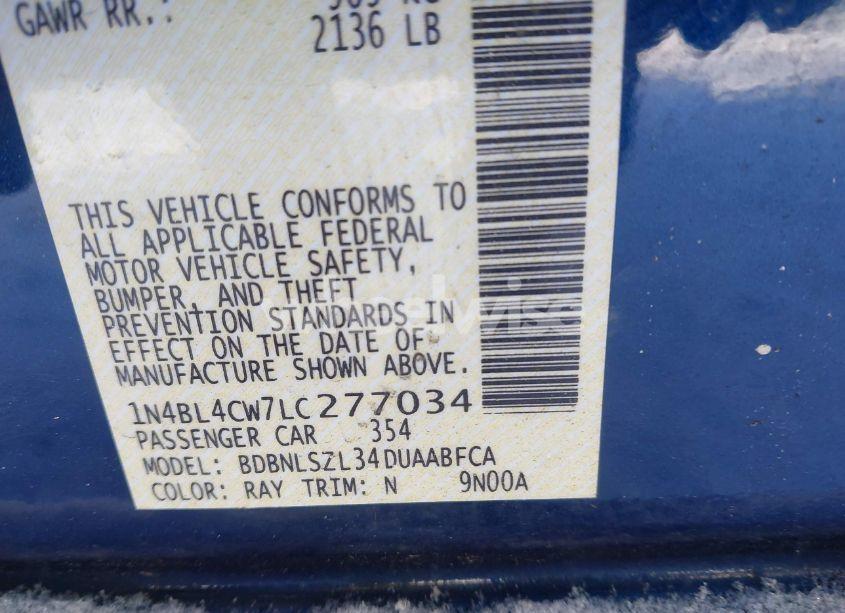 GAWR RR.:
2136 LB
THIS VEHICLE CONFORMS TO
ALL APPLICABLE FEDERAL
MOTOR VEHICLE SAFETY,
BUMPER, AND THEFT
PREVENTION STANDARDS IN
EFFECT ON THE DATE OF
MANUFACTURE SHOWN ABOVE.
1N4BL4CW7LC277034
PASSENGER CAR 354
MODEL: BDBNLSZL34DUAABFCA
COLOR: RAY TRIM: N 9N00A